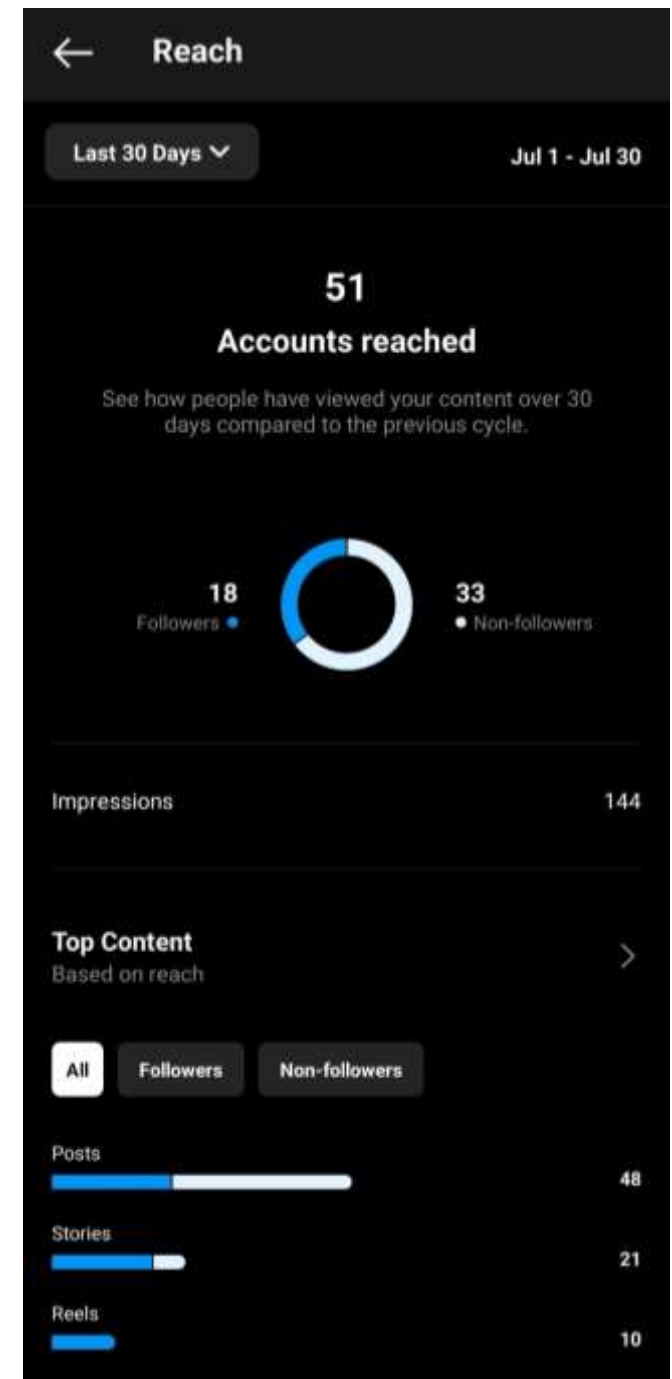 Reach
Last 30 Days
Jul 1 - Jul 30
51
Accounts reached
See how people have viewed your content over 30
days compared to the previous cycle.
18
Followers
33
Non-followers
Impressions
144
Top Content
Based on reach
All
Followers
Non-followers
Posts
48
Stories
21
Reels
10